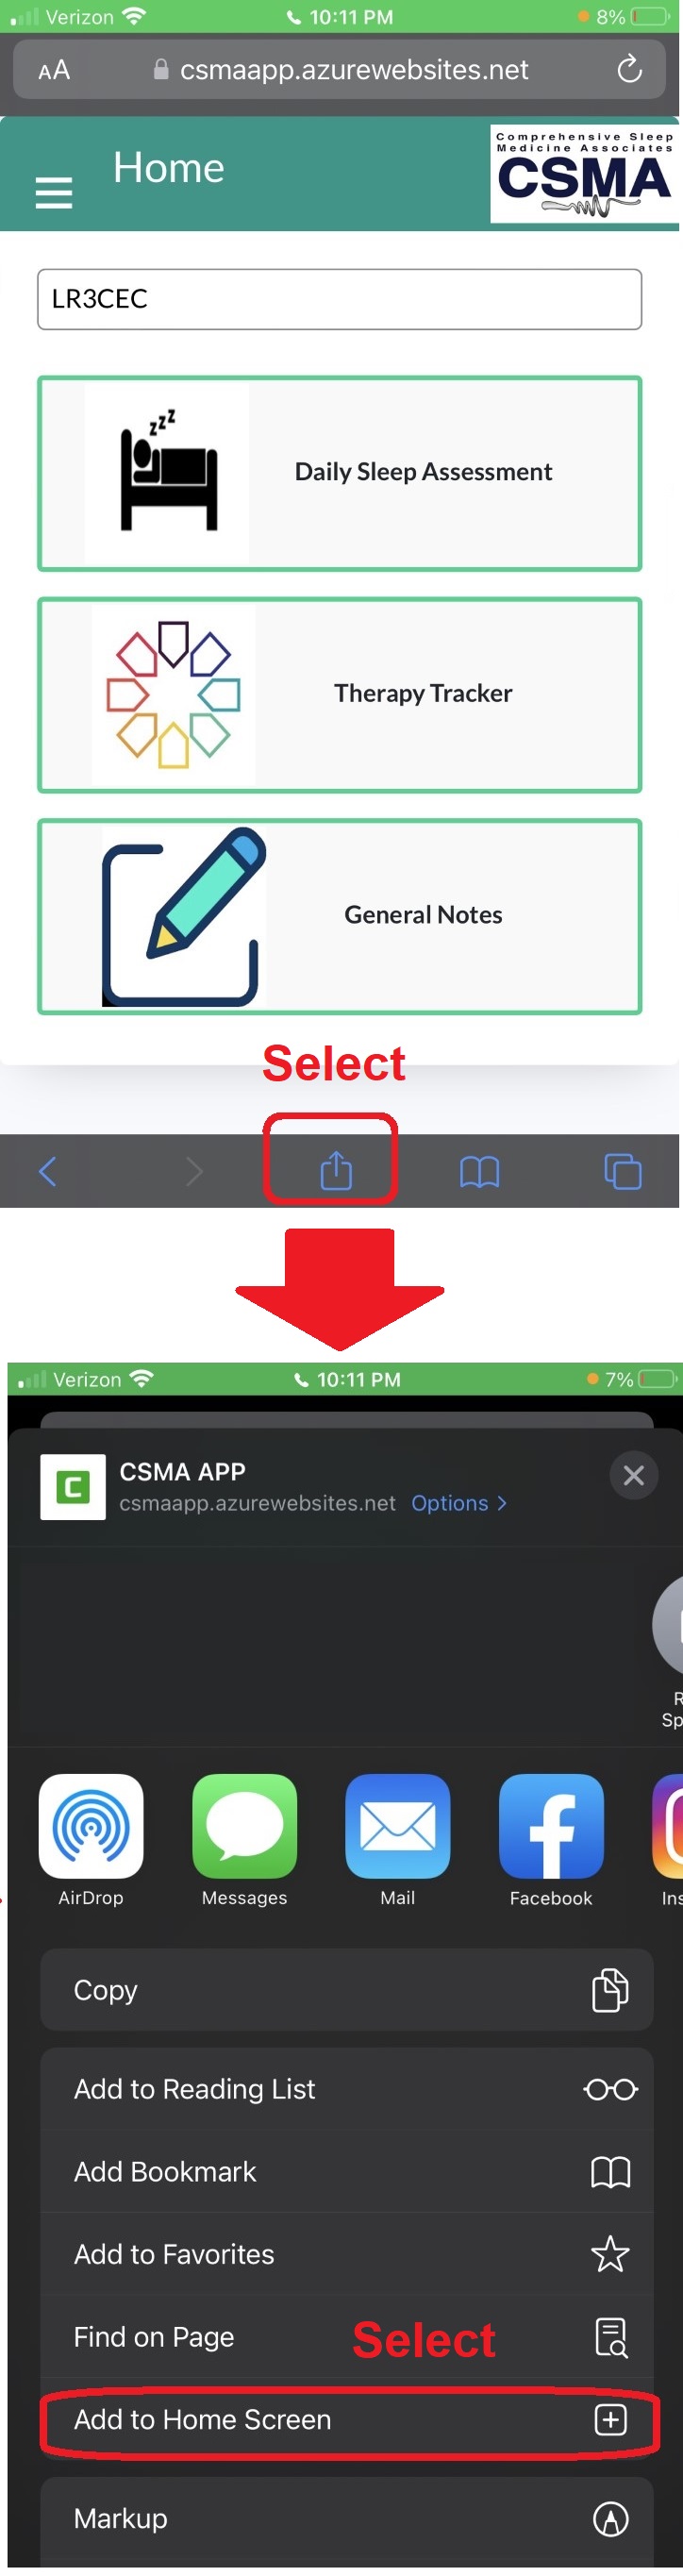 Verizon 10:11 PM 8%
AA csmaapp.azurewebsites.net
Home
Comprehensive Sleep
Medicine Associates
CSMA
LR3CEC
zzz
Daily Sleep Assessment
Therapy Tracker
General Notes
Select
Verizon 10:11 PM 7%
C
CSMA APP
csmaapp.azurewebsites.net Options >
R
Sp
AirDrop Messages Mail Facebook Ins
Copy
Add to Reading List
Add Bookmark
Add to Favorites
Find on Page
Select
Add to Home Screen
Markup